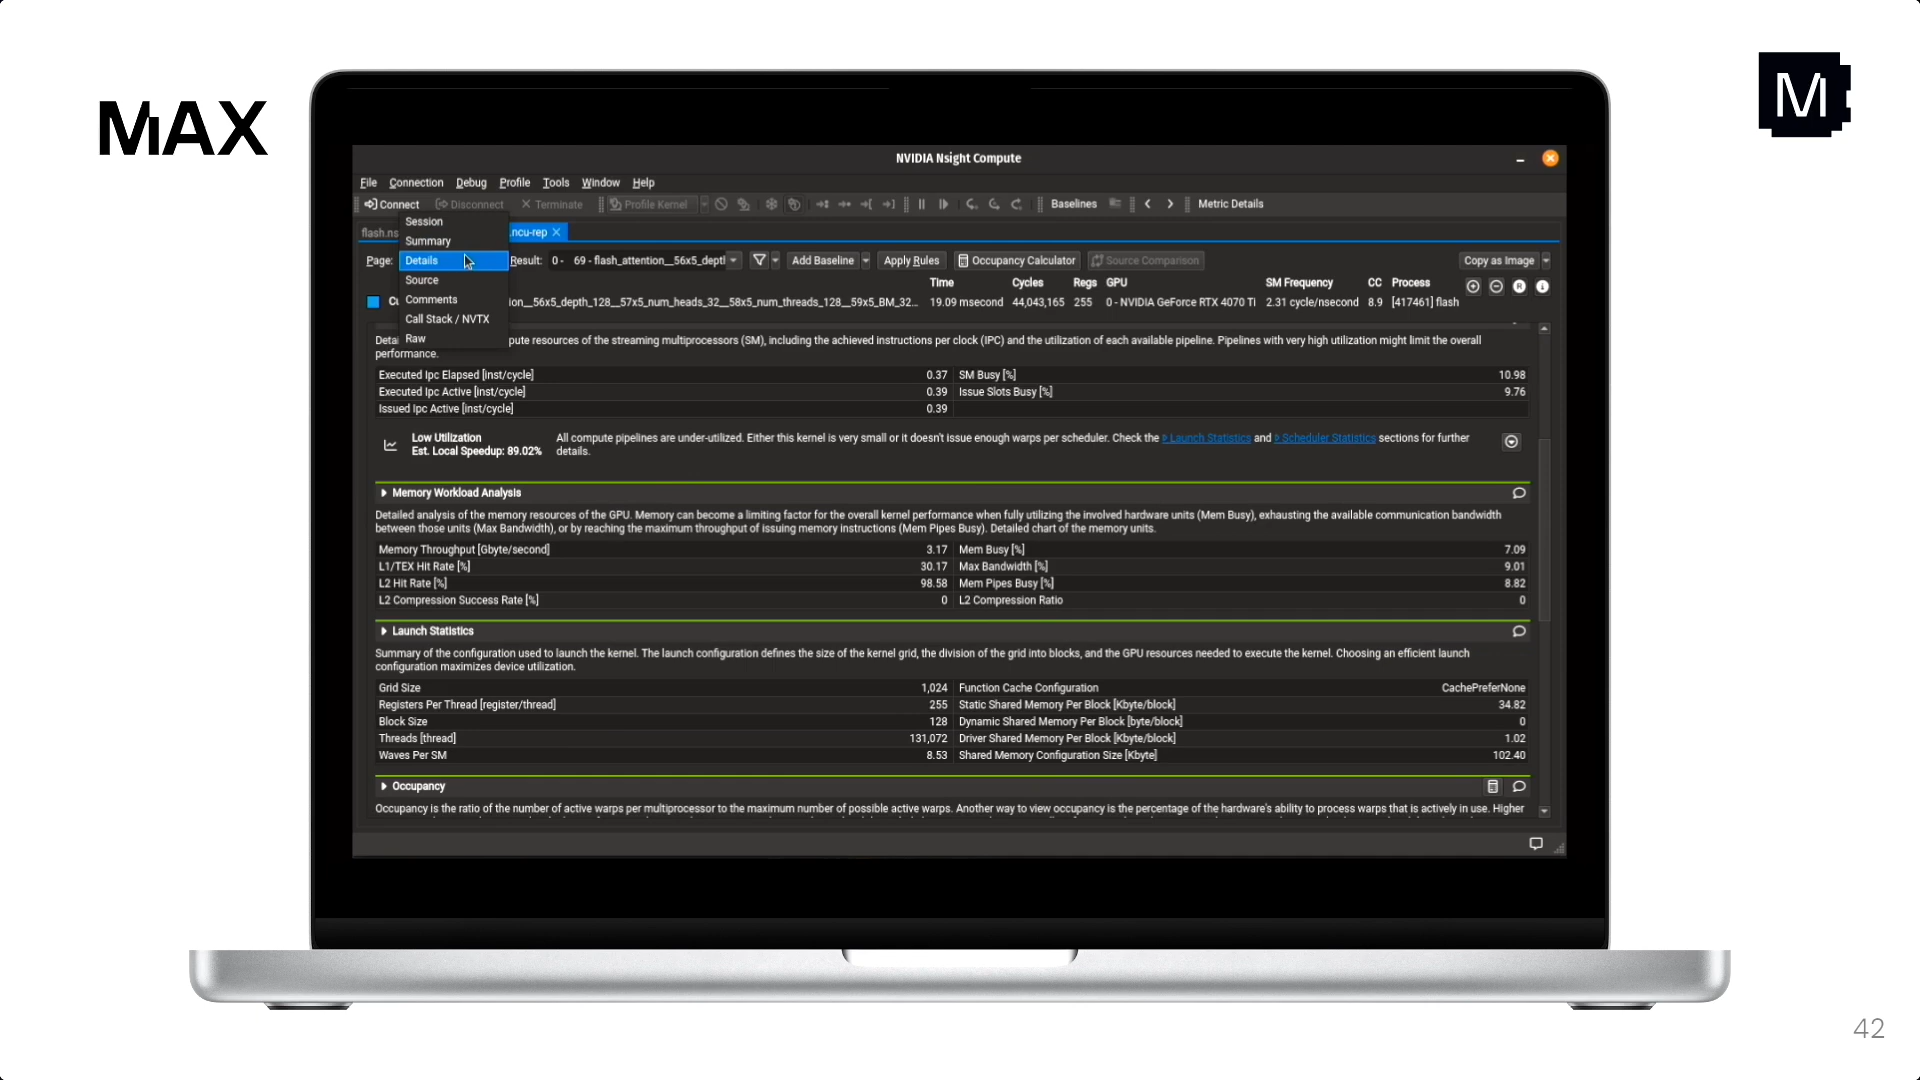 MAX
M
NVIDIA Nsight Compute
File Connection Debug Profile Tools Window Help
Connect Disconnect Terminate Profile Kernel Baselines Metric Details
flash.ns .ncu-rep
Session
Summary
Details
Source
Comments
Call Stack / NVTX
Raw
Page: Result: 0 - 69 - flash_attention__56x5_dept Add Baseline Apply Rules Occupancy Calculator Source Comparison Copy as Image
Time Cycles Regs GPU SM Frequency CC Process
on__56x5_depth_128__57x5_num_heads_32__58x5_num_threads_128__59x5_BM_32... 19.09 msecond 44,043,165 255 0 - NVIDIA GeForce RTX 4070 Ti 2.31 cycle/nsecond 8.9 [417461] flash
Detai pute resources of the streaming multiprocessors (SM), including the achieved instructions per clock (IPC) and the utilization of each available pipeline. Pipelines with very high utilization might limit the overall
performance.
Executed Ipc Elapsed [inst/cycle] 0.37 SM Busy [%] 10.98
Executed Ipc Active [inst/cycle] 0.39 Issue Slots Busy [%] 9.76
Issued Ipc Active [inst/cycle] 0.39
Low Utilization
Est. Local Speedup: 89.02%
All compute pipelines are under-utilized. Either this kernel is very small or it doesn't issue enough warps per scheduler. Check the Launch Statistics and Scheduler Statistics sections for further
details.
Memory Workload Analysis
Detailed analysis of the memory resources of the GPU. Memory can become a limiting factor for the overall kernel performance when fully utilizing the involved hardware units (Mem Busy), exhausting the available communication bandwidth
between those units (Max Bandwidth), or by reaching the maximum throughput of issuing memory instructions (Mem Pipes Busy). Detailed chart of the memory units.
Memory Throughput [Gbyte/second] 3.17 Mem Busy [%] 7.09
L1/TEX Hit Rate [%] 30.17 Max Bandwidth [%] 9.01
L2 Hit Rate [%] 98.58 Mem Pipes Busy [%] 8.82
L2 Compression Success Rate [%] 0 L2 Compression Ratio 0
Launch Statistics
Summary of the configuration used to launch the kernel. The launch configuration defines the size of the kernel grid, the division of the grid into blocks, and the GPU resources needed to execute the kernel. Choosing an efficient launch
configuration maximizes device utilization.
Grid Size 1,024 Function Cache Configuration CachePreferNone
Registers Per Thread [register/thread] 255 Static Shared Memory Per Block [Kbyte/block] 34.82
Block Size 128 Dynamic Shared Memory Per Block [byte/block] 0
Threads [thread] 131,072 Driver Shared Memory Per Block [Kbyte/block] 1.02
Waves Per SM 8.53 Shared Memory Configuration Size [Kbyte] 102.40
Occupancy
Occupancy is the ratio of the number of active warps per multiprocessor to the maximum number of possible active warps. Another way to view occupancy is the percentage of the hardware's ability to process warps that is actively in use. Higher
42